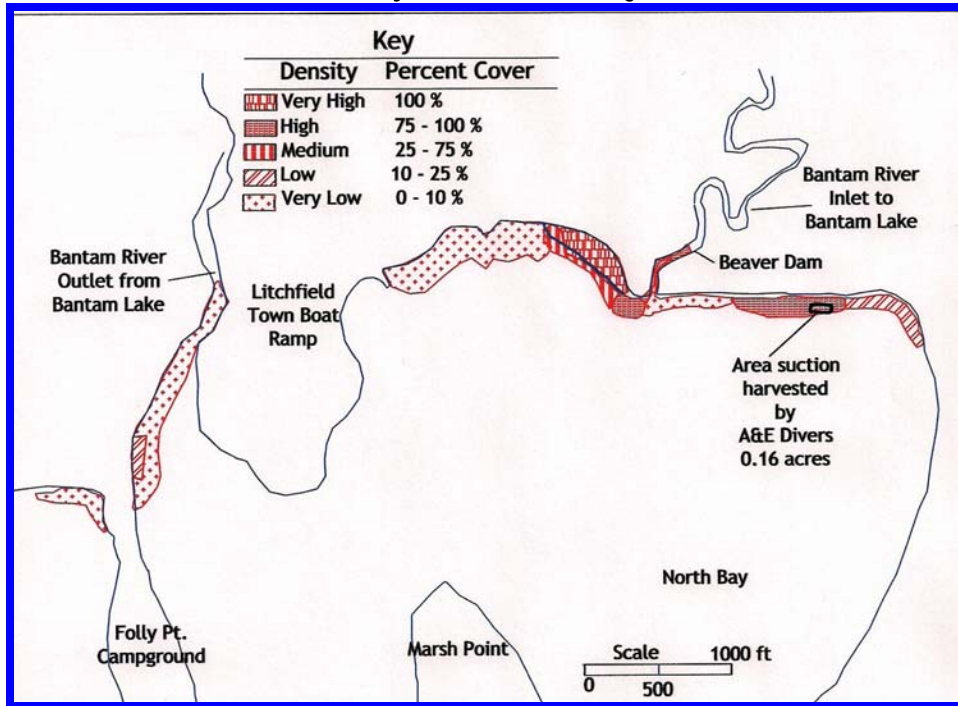 Key
Density Percent Cover
Very High 100 %
High 75 - 100 %
Medium 25 - 75 %
Low 10 - 25 %
Very Low 0 - 10 %
Bantam River
Inlet to
Bantam Lake
Bantam River
Outlet from
Bantam Lake
Beaver Dam
Litchfield
Town Boat
Ramp
Area suction
harvested
by
A&E Divers
0.16 acres
North Bay
Folly Pt.
Campground
Marsh Point
Scale 1000 ft
0 500